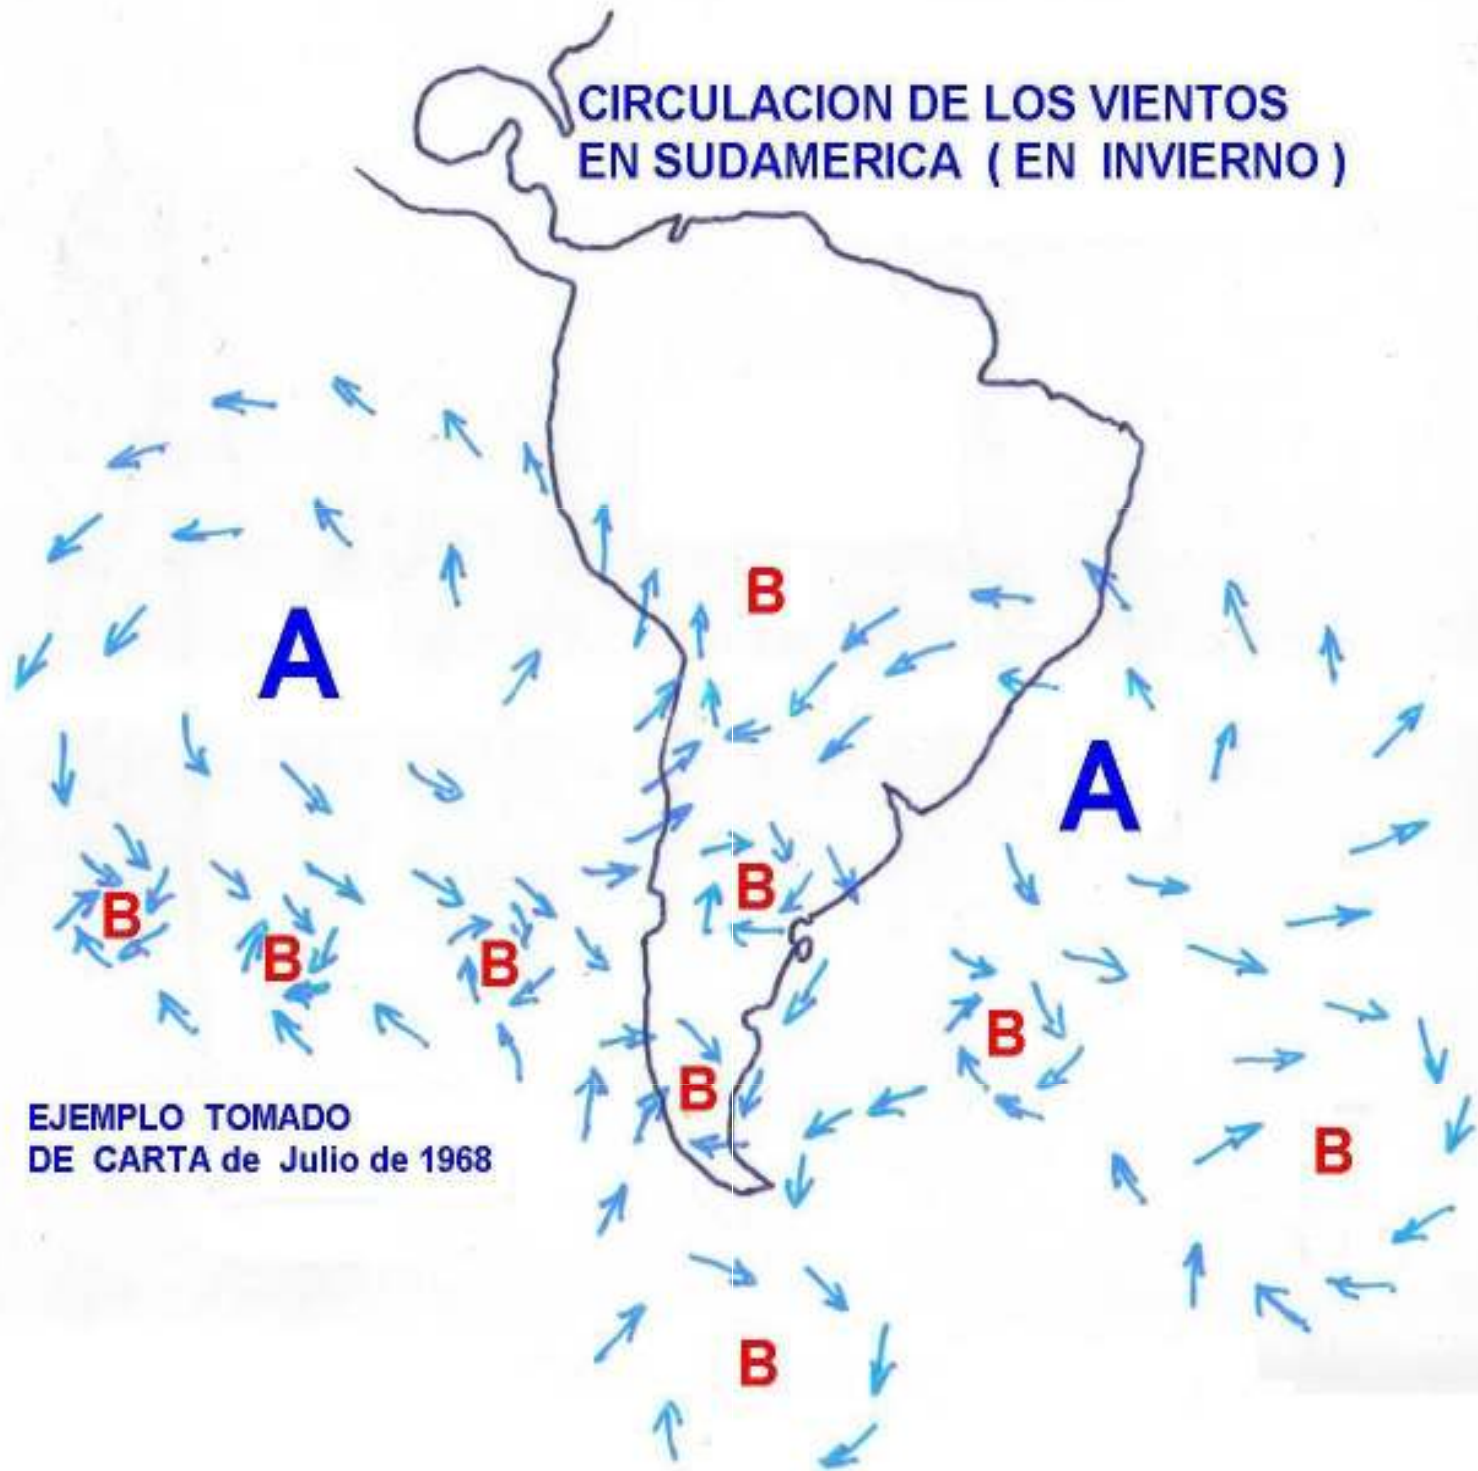 CIRCULACION DE LOS VIENTOS
EN SUDAMERICA ( EN INVIERNO )
B
A
A
B
B
B
B
B
B
B
B
EJEMPLO TOMADO
DE CARTA de Julio de 1968